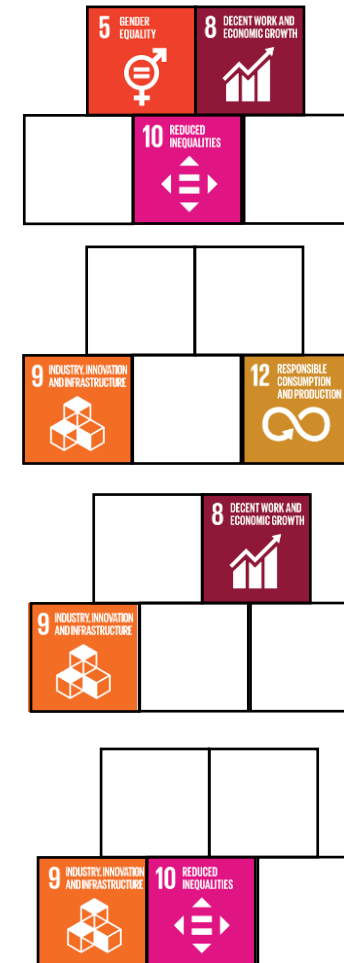 5 GENDER
EQUALITY
8 DECENT WORK AND
ECONOMIC GROWTH
10 REDUCED
INEQUALITIES
9 INDUSTRY, INNOVATION
AND INFRASTRUCTURE
12 RESPONSIBLE
CONSUMPTION
AND PRODUCTION
8 DECENT WORK AND
ECONOMIC GROWTH
9 INDUSTRY, INNOVATION
AND INFRASTRUCTURE
9 INDUSTRY, INNOVATION
AND INFRASTRUCTURE
10 REDUCED
INEQUALITIES